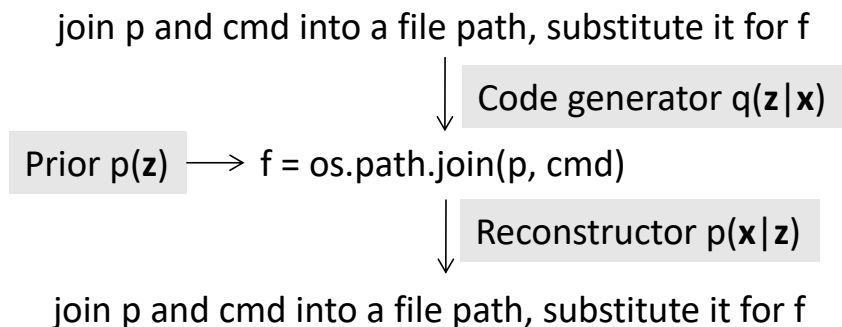 join p and cmd into a file path, substitute it for f
Code generator q(z|x)
Prior p(z)
f = os.path.join(p, cmd)
Reconstructor p(x|z)
join p and cmd into a file path, substitute it for f